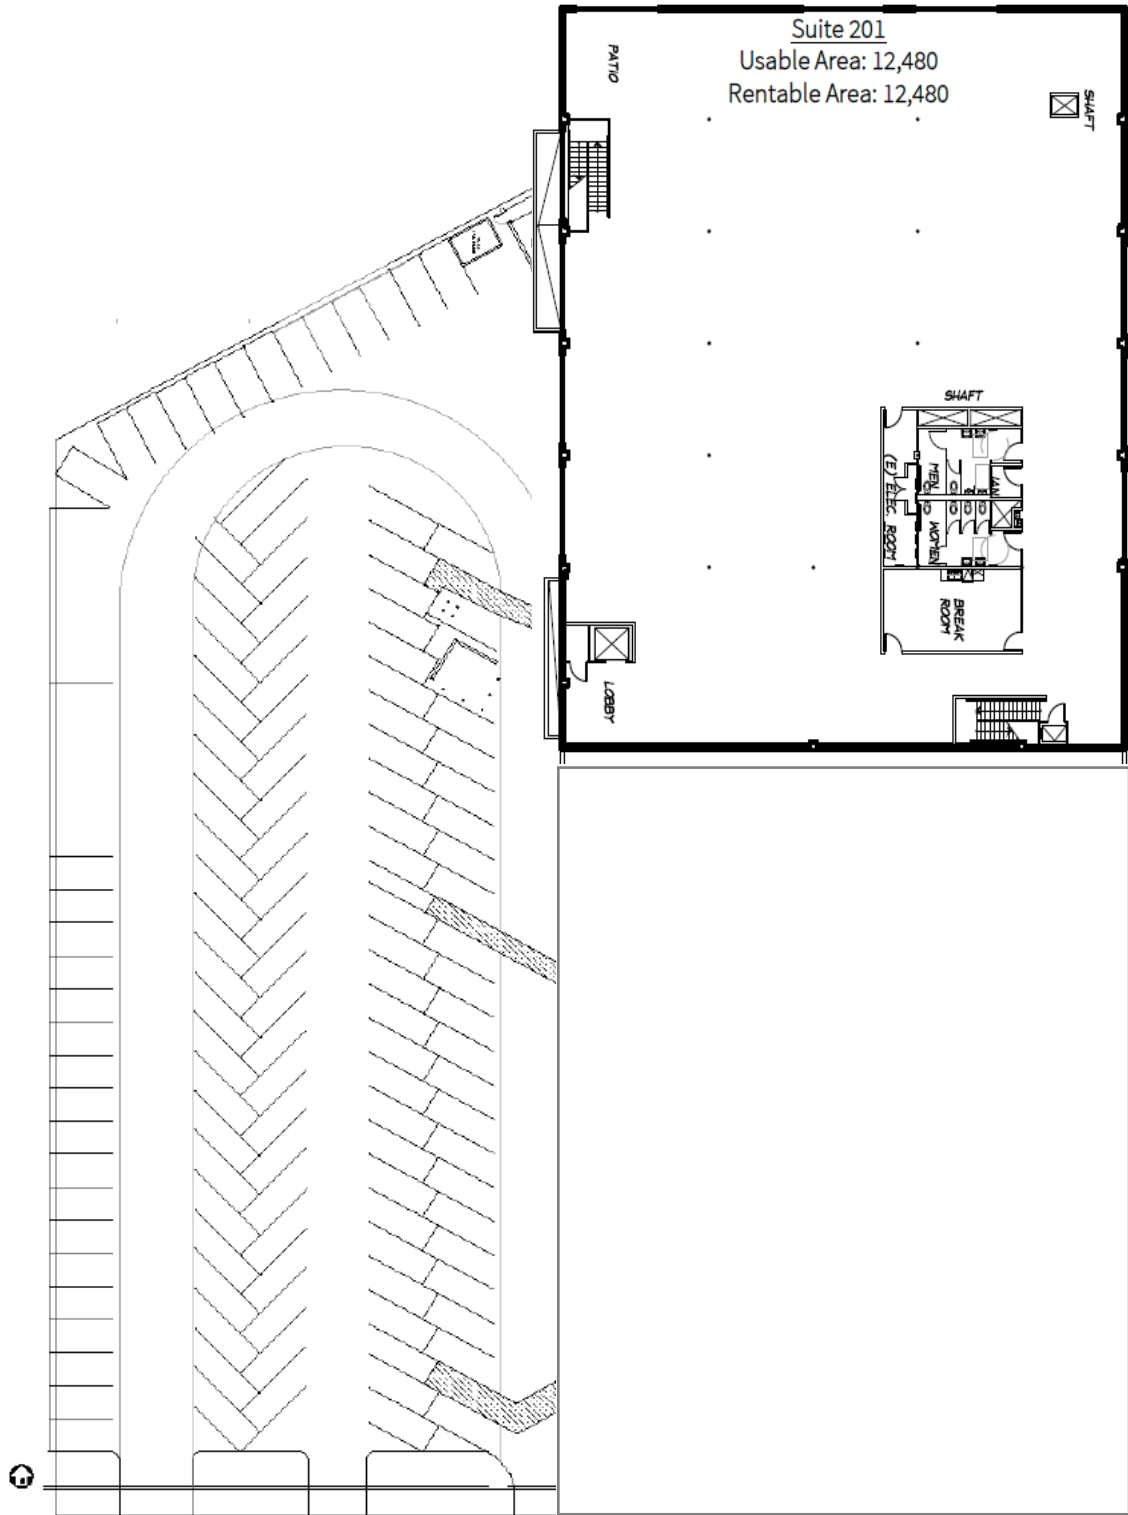 Suite 201
Usable Area: 12,480
Rentable Area: 12,480
PATIO
SHAFT
SHAFT
(E) ELEC. ROOM
MEN
JAN
WOMEN
BREAK
ROOM
LOBBY